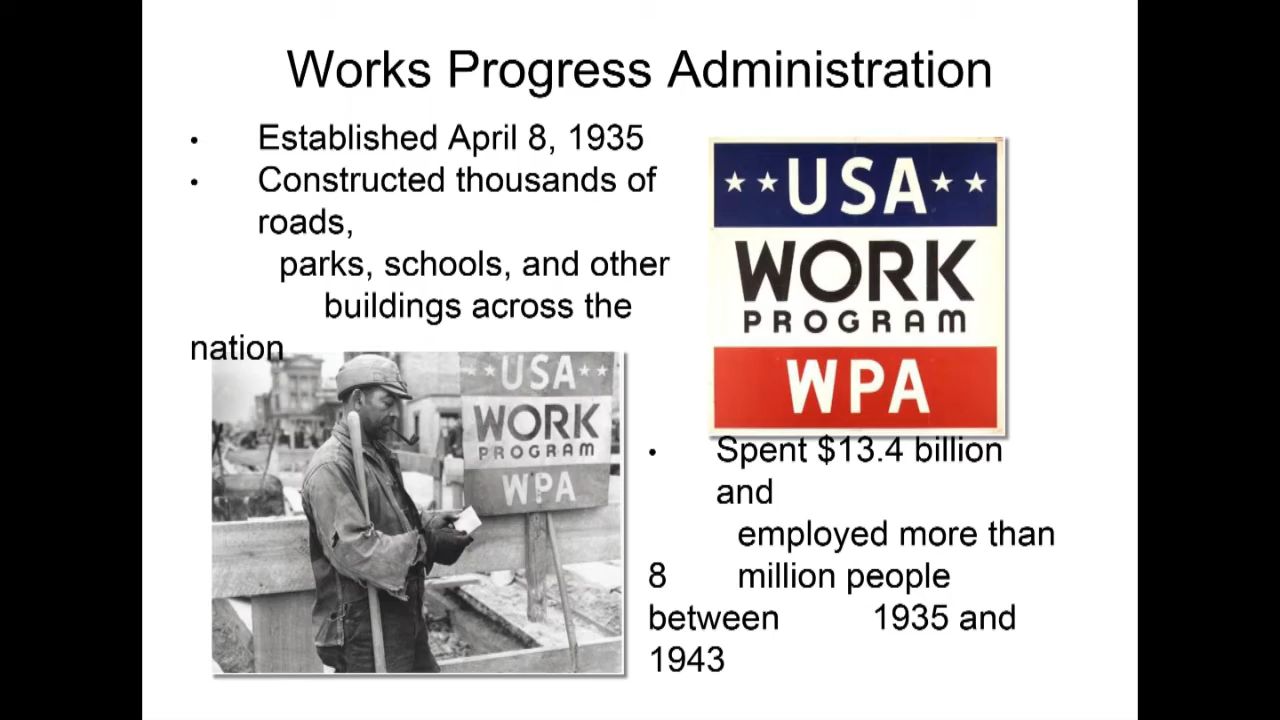 Works Progress Administration
• Established April 8, 1935
• Constructed thousands of
roads,
parks, schools, and other
buildings across the
nation
★★USA★★
WORK
PROGRAM
WPA
★★USA★★
WORK
PROGRAM
WPA
• Spent $13.4 billion
and
employed more than
8 million people
between 1935 and
1943